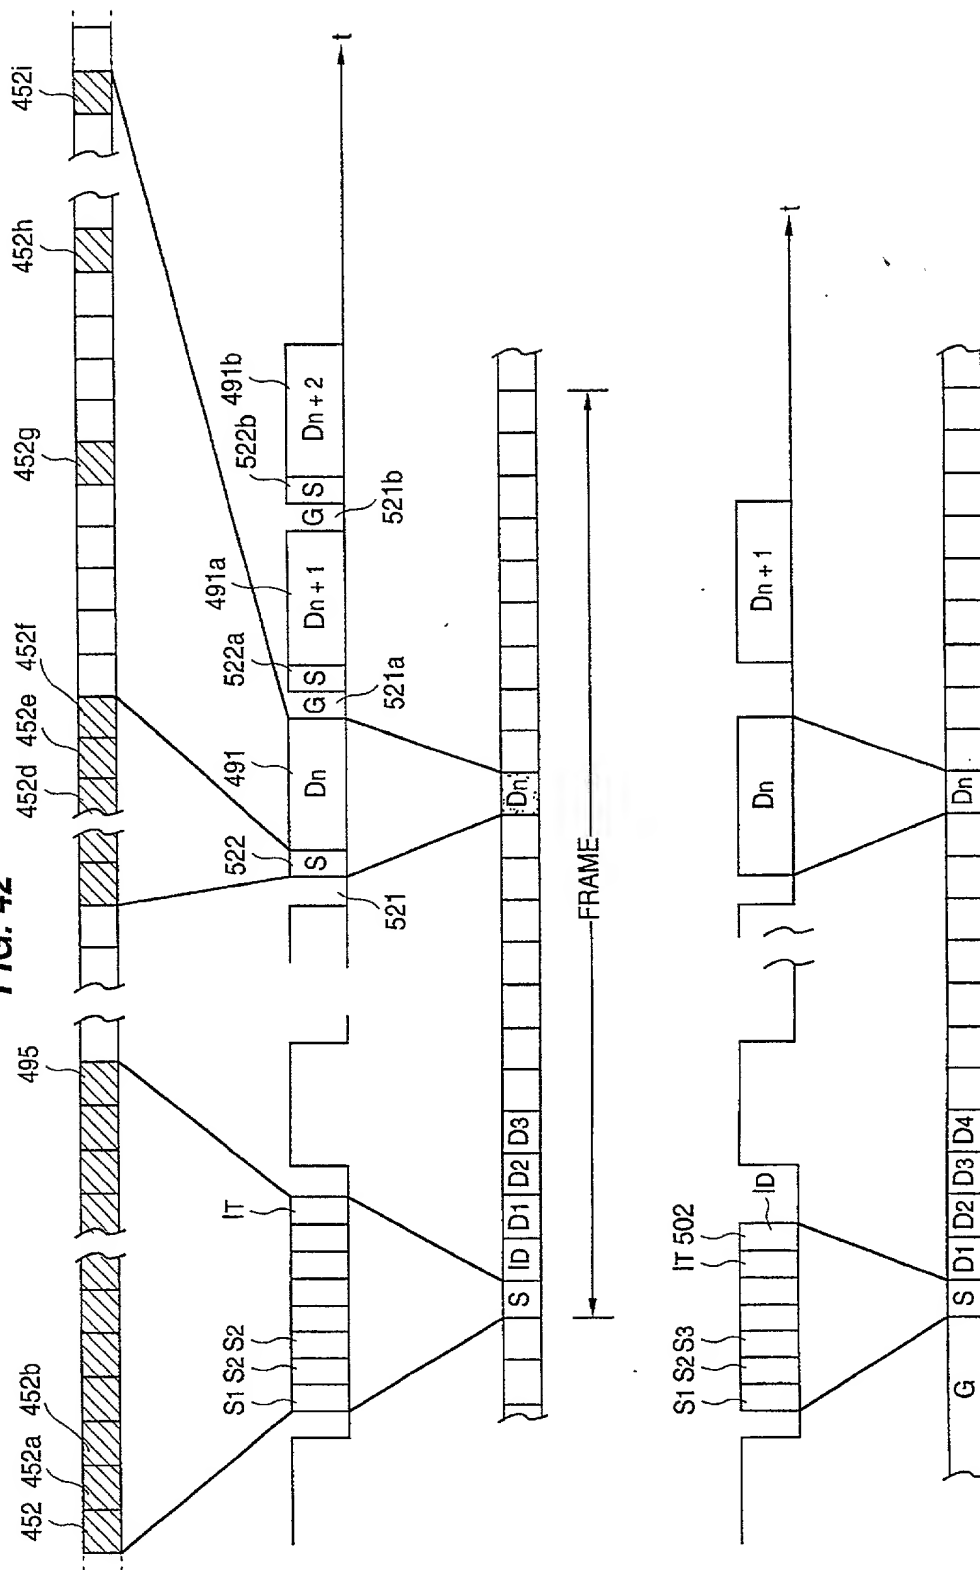 FIG. 42
452 452a 452b 495 452d 452e 452f 452g 452h 452i
S1 S2 S2 IT 521 522 491 522a 491a 522b 491b
S Dn G S Dn + 1 G S Dn + 2 t
521a 521b
S ID D1 D2 D3 Dn
FRAME
S1 S2 S3 IT 502 ID Dn Dn + 1 t
G S D1 D2 D3 D4 Dn